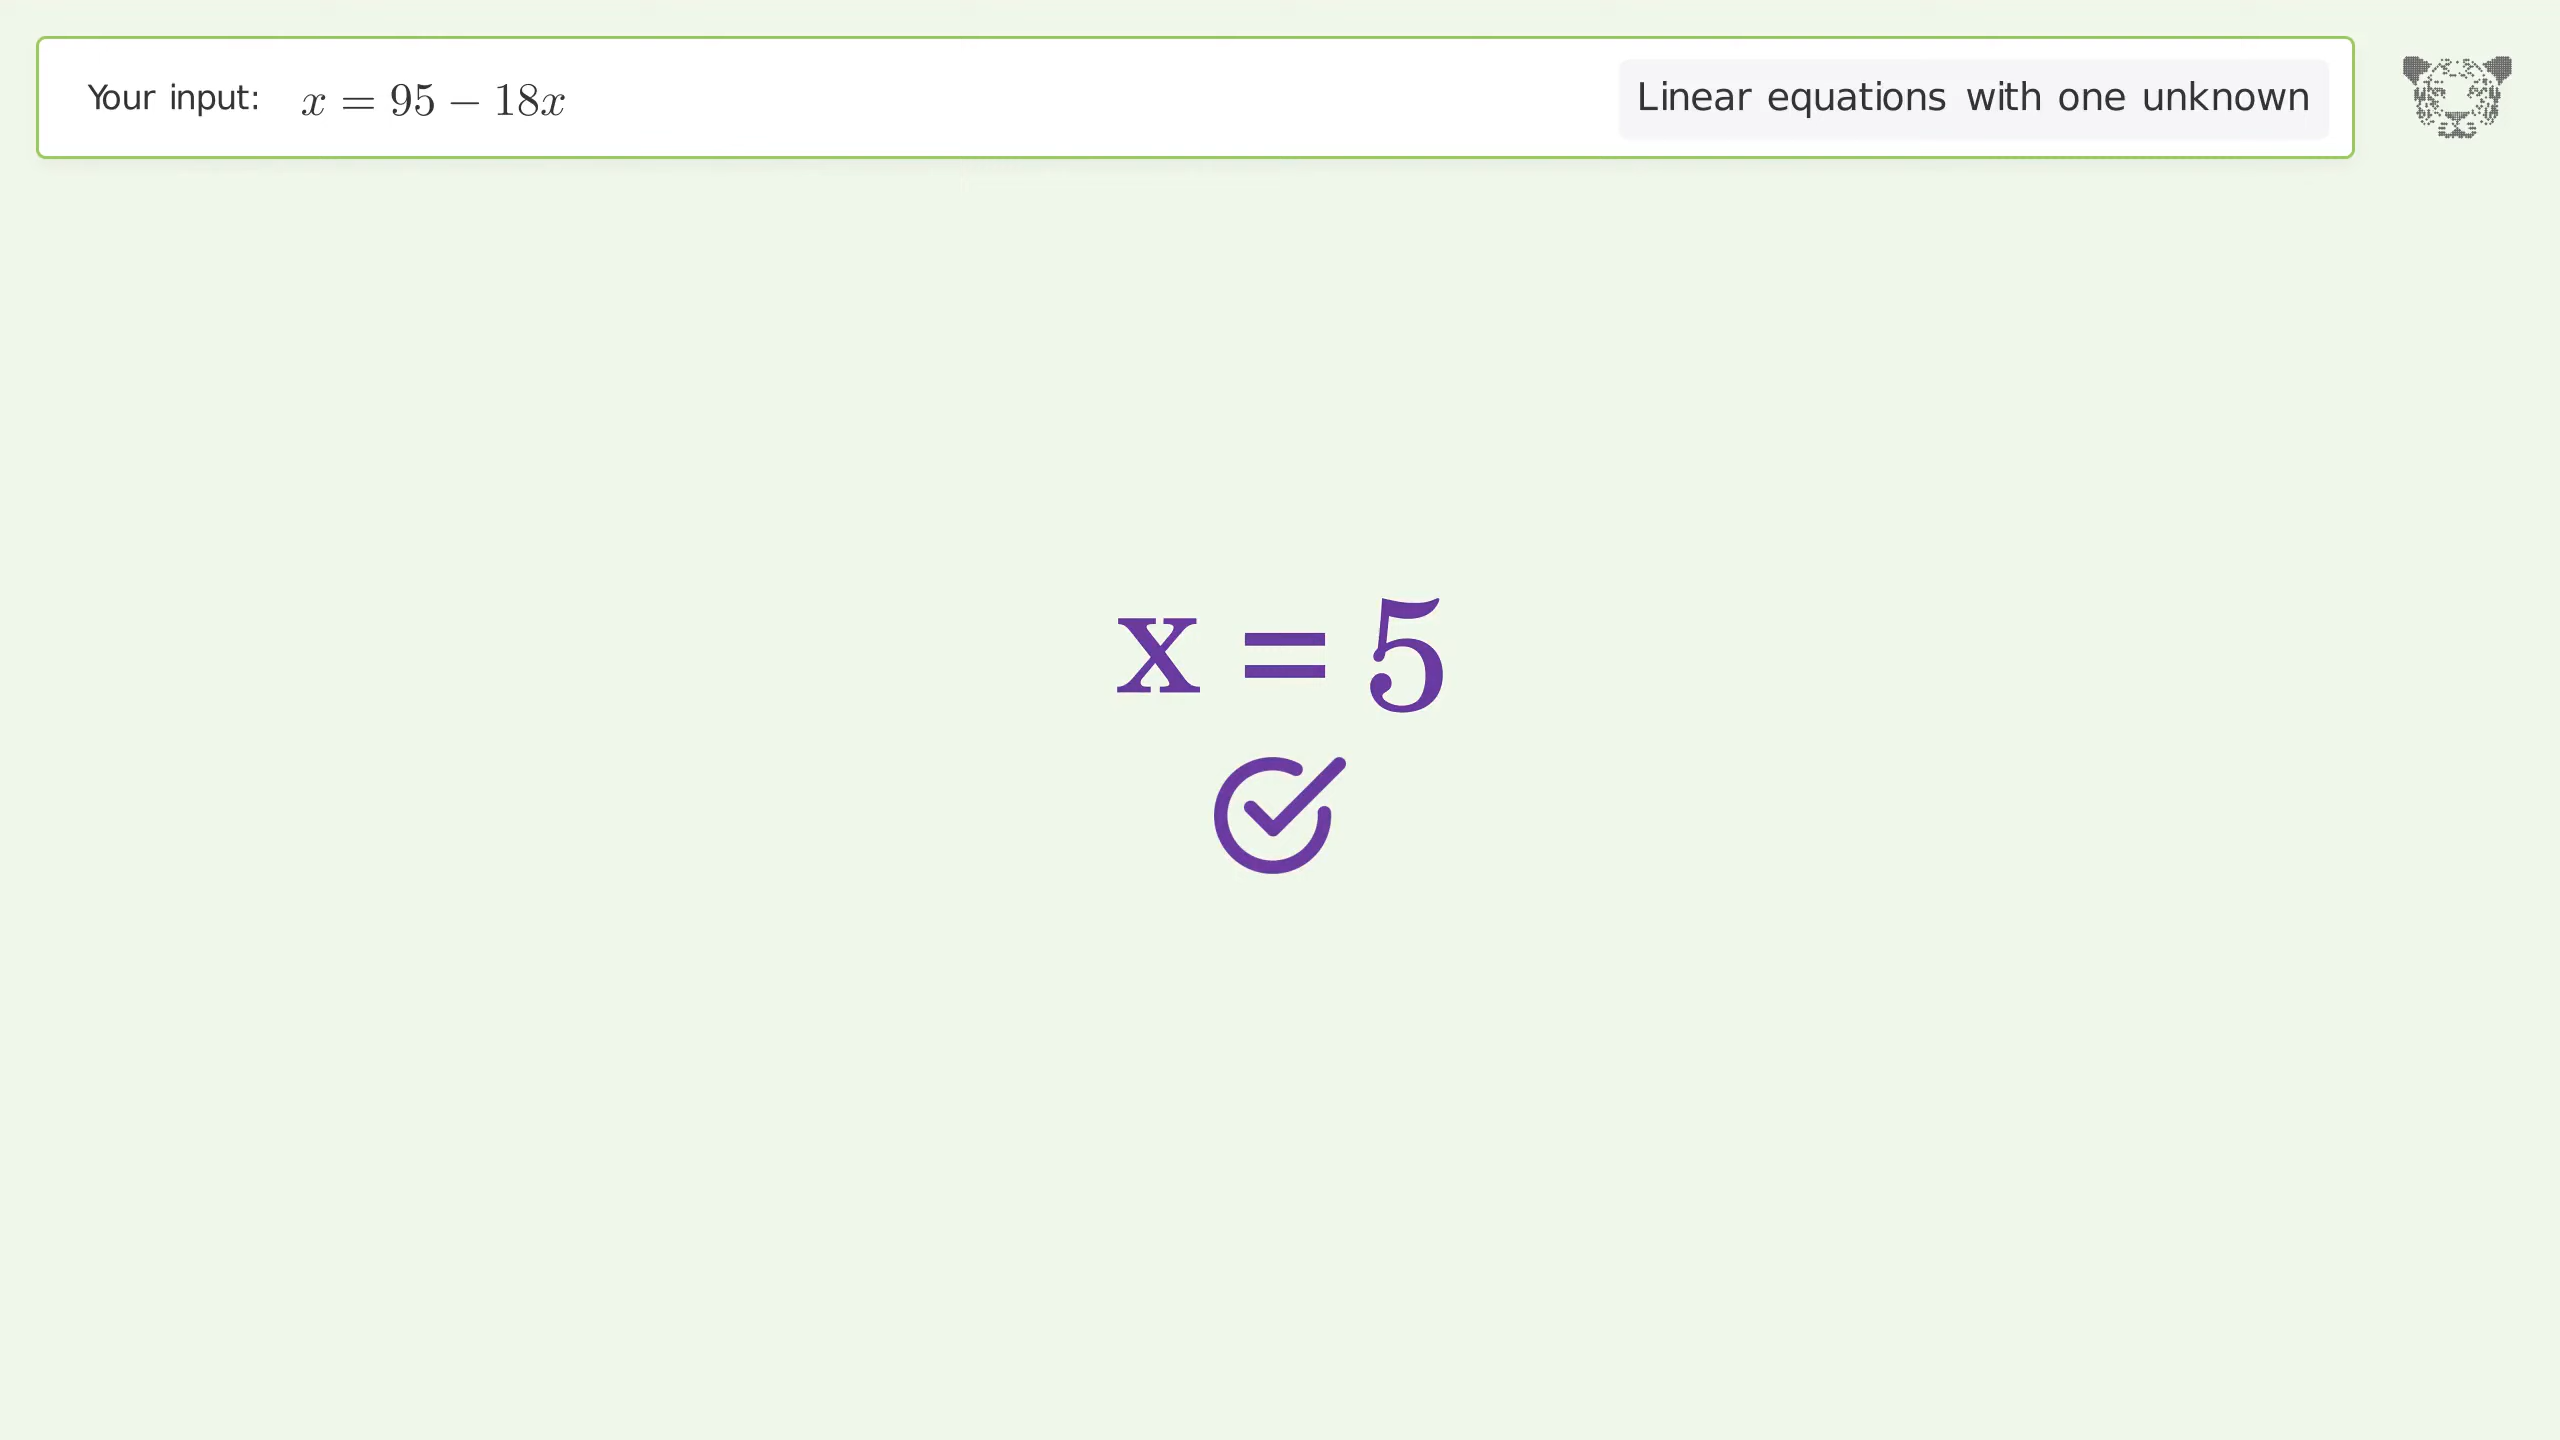 Your input: x = 95 − 18x
Linear equations with one unknown
x = 5